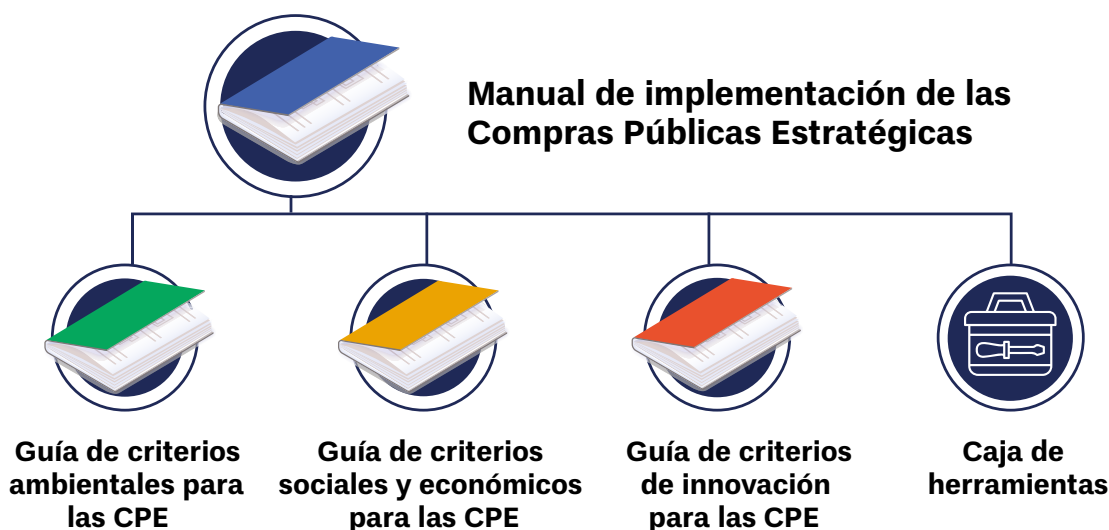 Manual de implementación de las
Compras Públicas Estratégicas
Guía de criterios
ambientales para
las CPE
Guía de criterios
sociales y económicos
para las CPE
Guía de criterios
de innovación
para las CPE
Caja de
herramientas